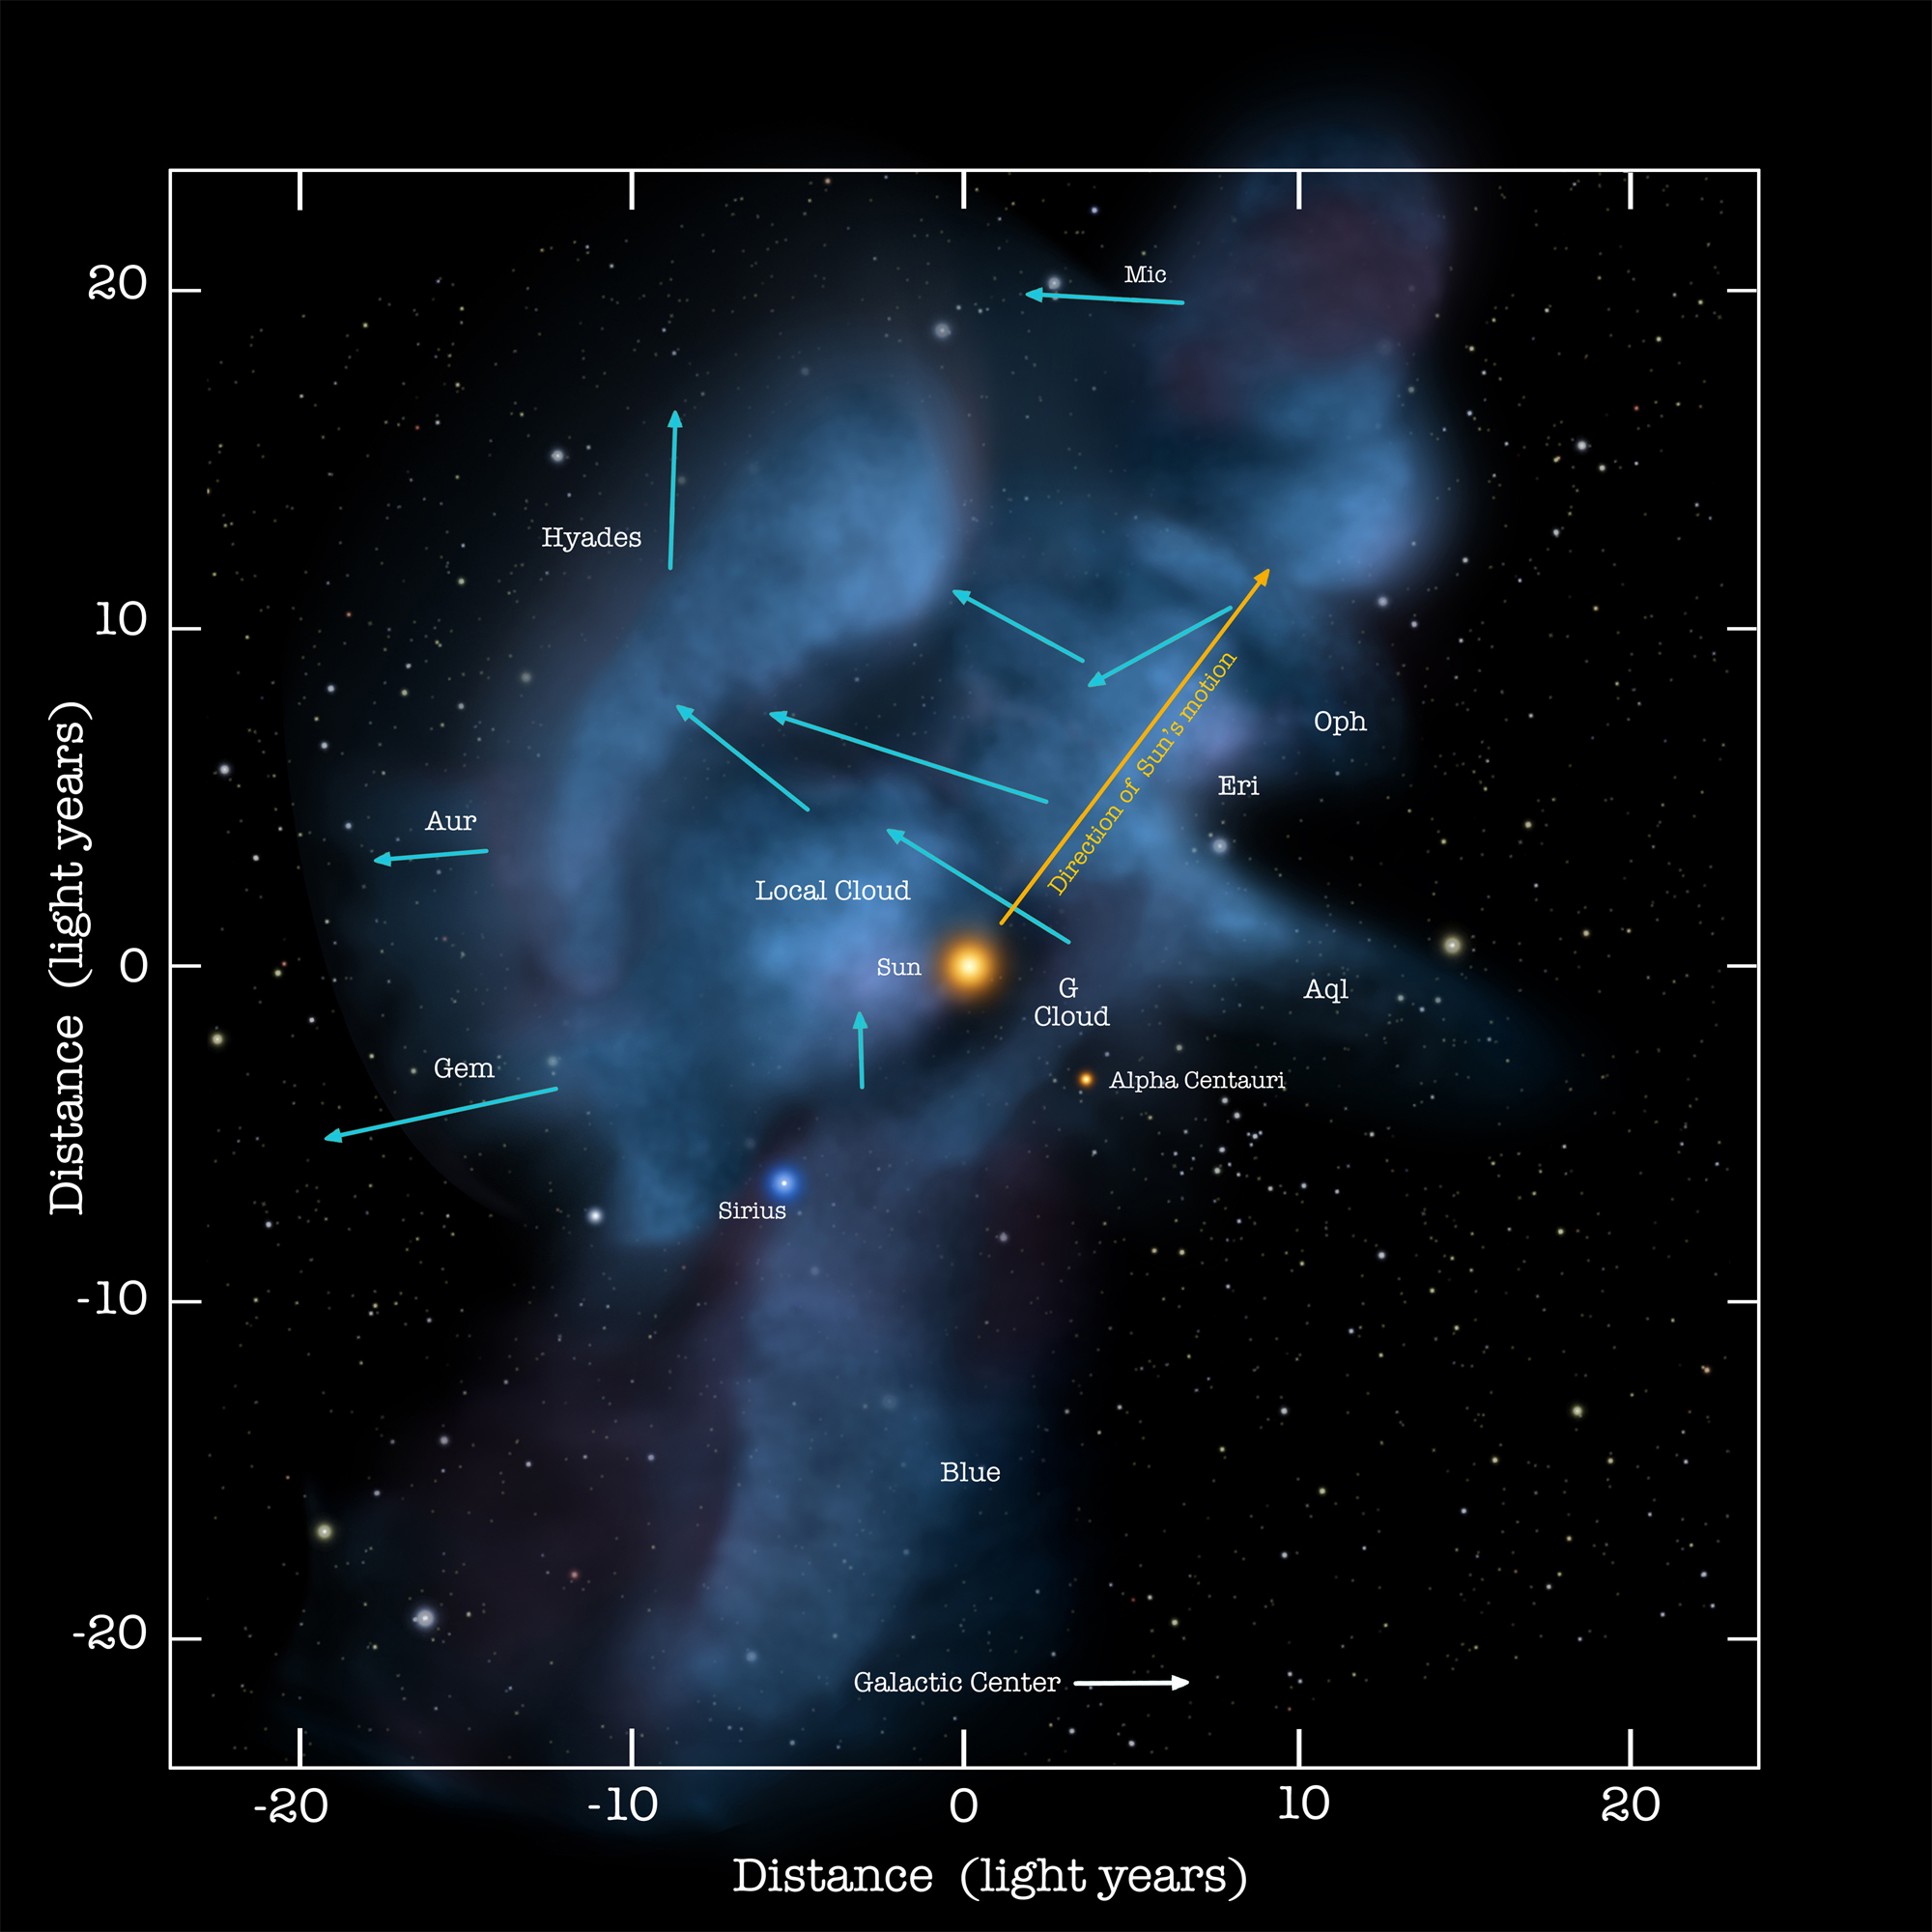 Mic
20
Hyades
10
Direction of Sun's motion
Oph
Eri
Aur
Local Cloud
Distance (light years)
0
Sun
G
Cloud
Aql
Gem
Alpha Centauri
Sirius
-10
Blue
-20
Galactic Center
-20
-10
0
10
20
Distance (light years)